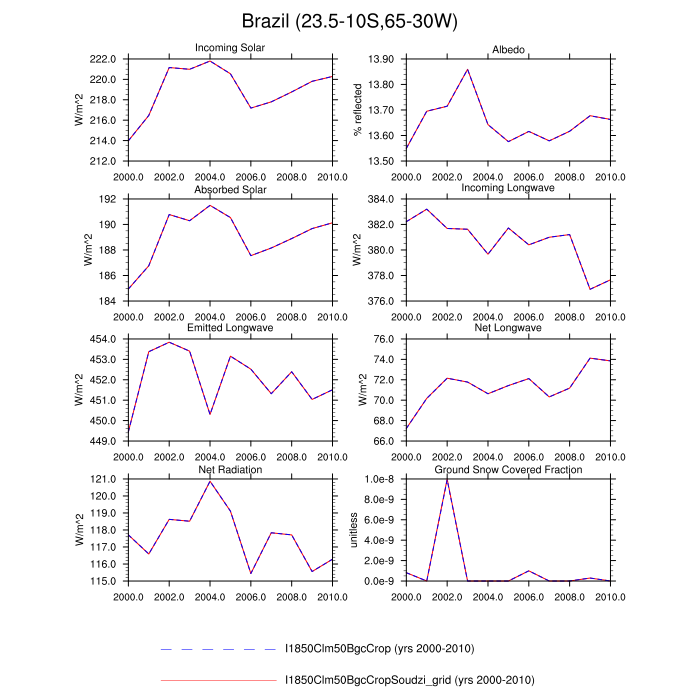 Brazil (23.5-10S,65-30W)
Incoming Solar
222.0
220.0
218.0
216.0
214.0
212.0
W/m^2
2000.0 2002.0 2004.0 2006.0 2008.0 2010.0
Albedo
13.90
13.80
13.70
13.60
13.50
% reflected
2000.0 2002.0 2004.0 2006.0 2008.0 2010.0
Absorbed Solar
192
190
188
186
184
W/m^2
2000.0 2002.0 2004.0 2006.0 2008.0 2010.0
Incoming Longwave
384.0
382.0
380.0
378.0
376.0
W/m^2
2000.0 2002.0 2004.0 2006.0 2008.0 2010.0
Emitted Longwave
454.0
453.0
452.0
451.0
450.0
449.0
W/m^2
2000.0 2002.0 2004.0 2006.0 2008.0 2010.0
Net Longwave
76.0
74.0
72.0
70.0
68.0
66.0
W/m^2
2000.0 2002.0 2004.0 2006.0 2008.0 2010.0
Net Radiation
121.0
120.0
119.0
118.0
117.0
116.0
115.0
W/m^2
2000.0 2002.0 2004.0 2006.0 2008.0 2010.0
Ground Snow Covered Fraction
1.0e-8
8.0e-9
6.0e-9
4.0e-9
2.0e-9
0.0e-9
unitless
2000.0 2002.0 2004.0 2006.0 2008.0 2010.0
I1850Clm50BgcCrop (yrs 2000-2010)
I1850Clm50BgcCropSoudzi_grid (yrs 2000-2010)